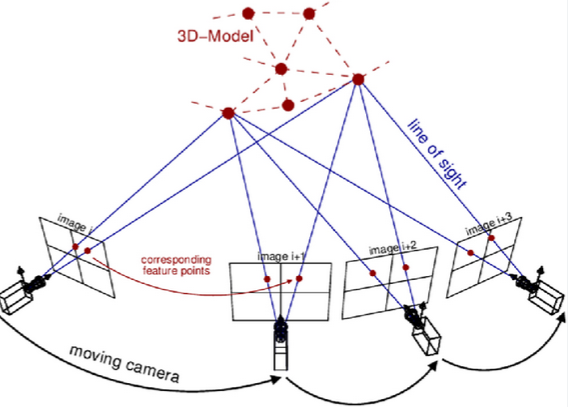 3D-Model
line of sight
image i
image i+1
image i+2
image i+3
corresponding
feature points
moving camera